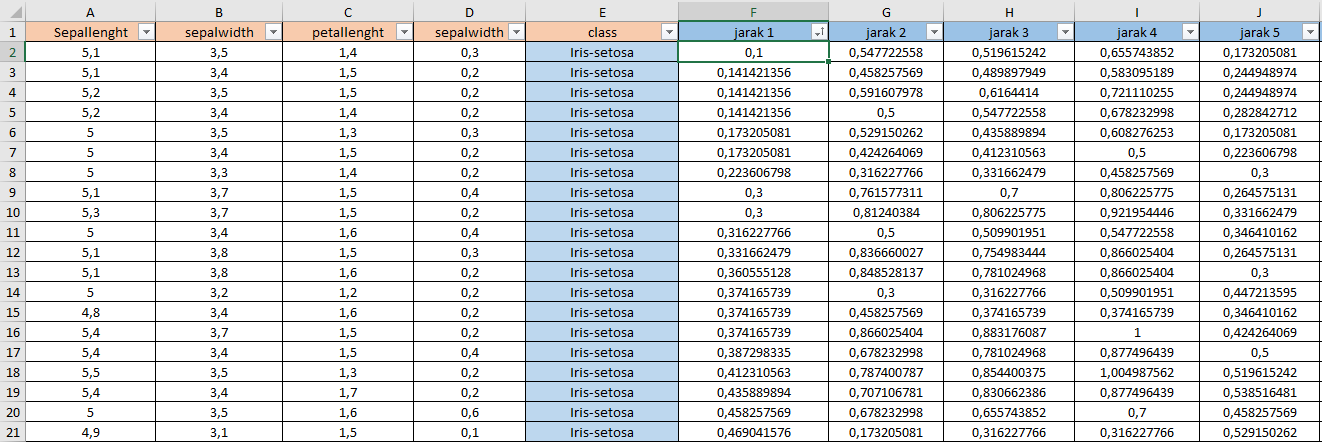 A B C D E F G H I J
1 Sepallenght sepalwidth petallenght sepalwidth class jarak 1 jarak 2 jarak 3 jarak 4 jarak 5
2 5,1 3,5 1,4 0,3 Iris-setosa 0,1 0,547722558 0,519615242 0,655743852 0,173205081
3 5,1 3,4 1,5 0,2 Iris-setosa 0,141421356 0,458257569 0,489897949 0,583095189 0,244948974
4 5,2 3,5 1,5 0,2 Iris-setosa 0,141421356 0,591607978 0,6164414 0,721110255 0,244948974
5 5,2 3,4 1,4 0,2 Iris-setosa 0,141421356 0,5 0,547722558 0,678232998 0,282842712
6 5 3,5 1,3 0,3 Iris-setosa 0,173205081 0,529150262 0,435889894 0,608276253 0,173205081
7 5 3,4 1,5 0,2 Iris-setosa 0,173205081 0,424264069 0,412310563 0,5 0,223606798
8 5 3,3 1,4 0,2 Iris-setosa 0,223606798 0,316227766 0,331662479 0,458257569 0,3
9 5,1 3,7 1,5 0,4 Iris-setosa 0,3 0,761577311 0,7 0,806225775 0,264575131
10 5,3 3,7 1,5 0,2 Iris-setosa 0,3 0,81240384 0,806225775 0,921954446 0,331662479
11 5 3,4 1,6 0,4 Iris-setosa 0,316227766 0,5 0,509901951 0,547722558 0,346410162
12 5,1 3,8 1,5 0,3 Iris-setosa 0,331662479 0,836660027 0,754983444 0,866025404 0,264575131
13 5,1 3,8 1,6 0,2 Iris-setosa 0,360555128 0,848528137 0,781024968 0,866025404 0,3
14 5 3,2 1,2 0,2 Iris-setosa 0,374165739 0,3 0,316227766 0,509901951 0,447213595
15 4,8 3,4 1,6 0,2 Iris-setosa 0,374165739 0,458257569 0,374165739 0,374165739 0,346410162
16 5,4 3,7 1,5 0,2 Iris-setosa 0,374165739 0,866025404 0,883176087 1 0,424264069
17 5,4 3,4 1,5 0,4 Iris-setosa 0,387298335 0,678232998 0,781024968 0,877496439 0,5
18 5,5 3,5 1,3 0,2 Iris-setosa 0,412310563 0,787400787 0,854400375 1,004987562 0,519615242
19 5,4 3,4 1,7 0,2 Iris-setosa 0,435889894 0,707106781 0,830662386 0,877496439 0,538516481
20 5 3,5 1,6 0,6 Iris-setosa 0,458257569 0,678232998 0,655743852 0,7 0,458257569
21 4,9 3,1 1,5 0,1 Iris-setosa 0,469041576 0,173205081 0,316227766 0,316227766 0,529150262